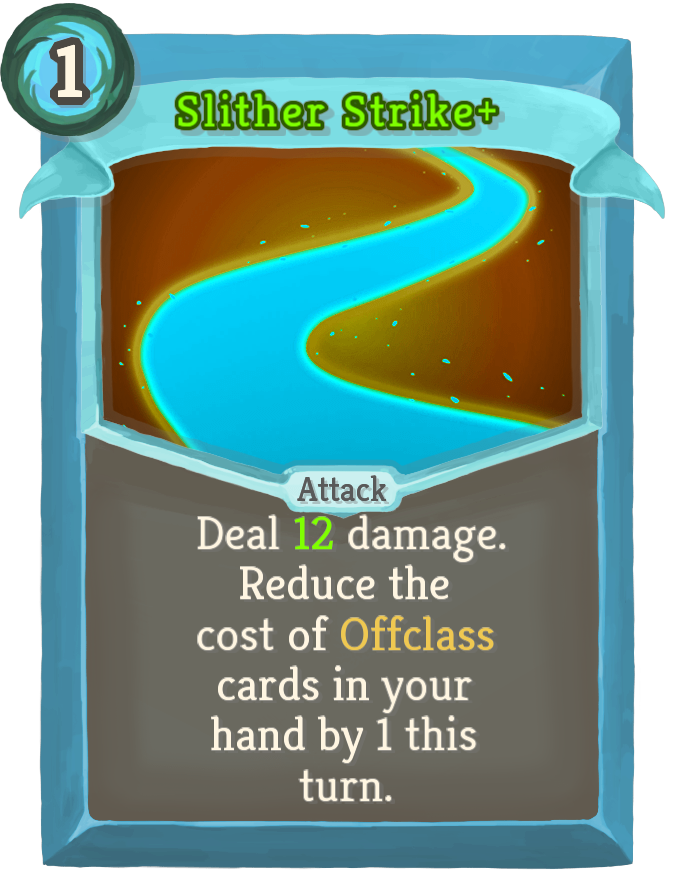 1
Slither Strike+
Attack
Deal 12 damage.
Reduce the
cost of Offclass
cards in your
hand by 1 this
turn.